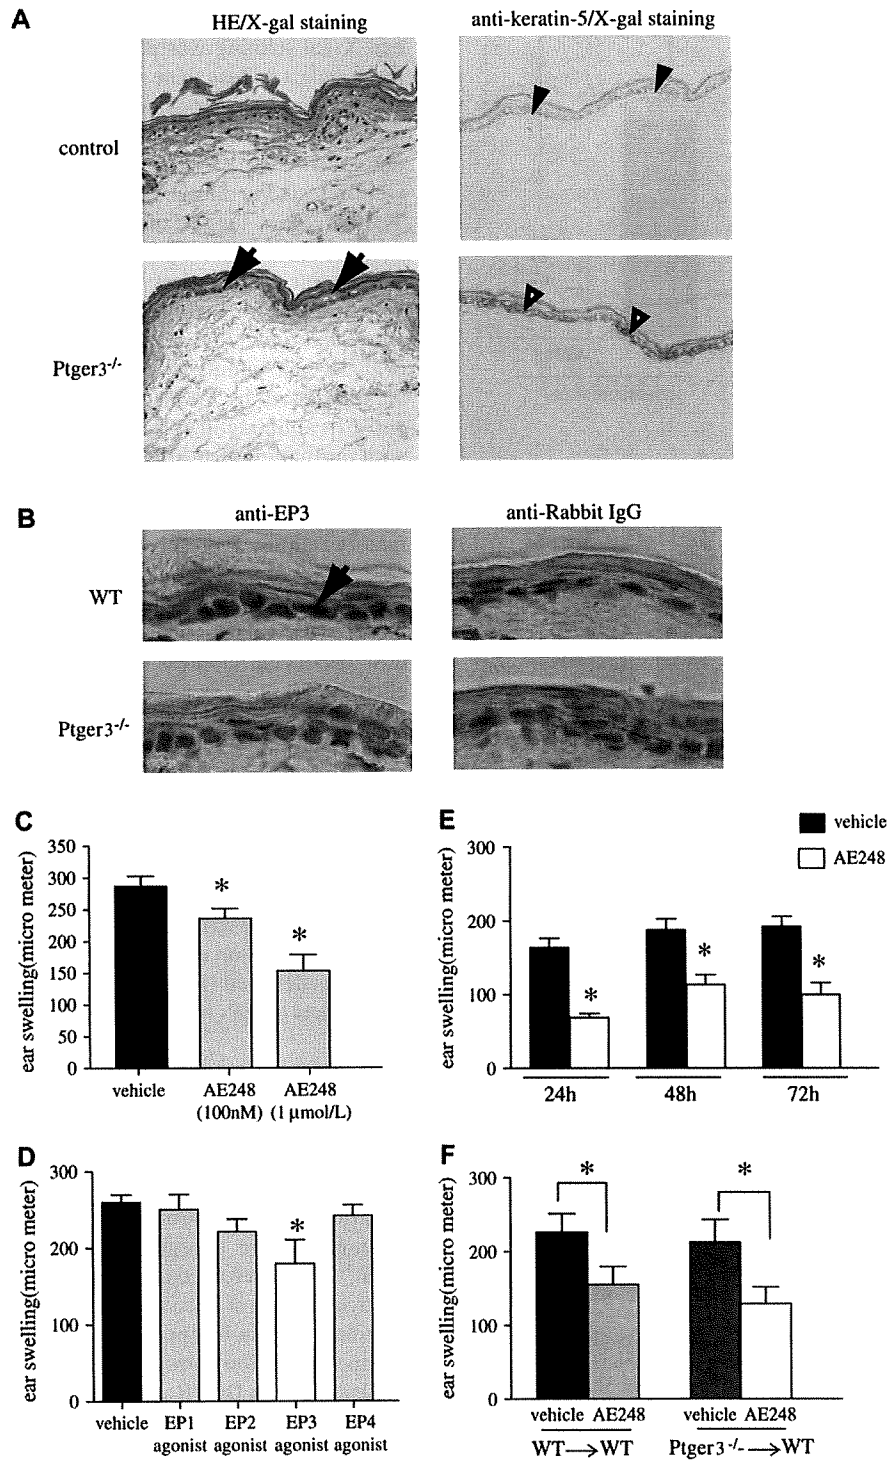 A
HE/X-gal staining
anti-keratin-5/X-gal staining
control
Ptger3-/-
B
anti-EP3
anti-Rabbit IgG
WT
Ptger3-/-
C
ear swelling(micro meter)
350
300
250
200
150
100
50
0
vehicle
AE248
(100nM)
AE248
(1 μmol/L)
*
*
E
vehicle
AE248
ear swelling(micro meter)
300
200
100
0
*
*
*
24h
48h
72h
D
ear swelling(micro meter)
300
200
100
0
*
vehicle
EP1
agonist
EP2
agonist
EP3
agonist
EP4
agonist
F
ear swelling(micro meter)
300
200
100
0
*
*
vehicle AE248
vehicle AE248
WT→WT
Ptger3-/-→WT